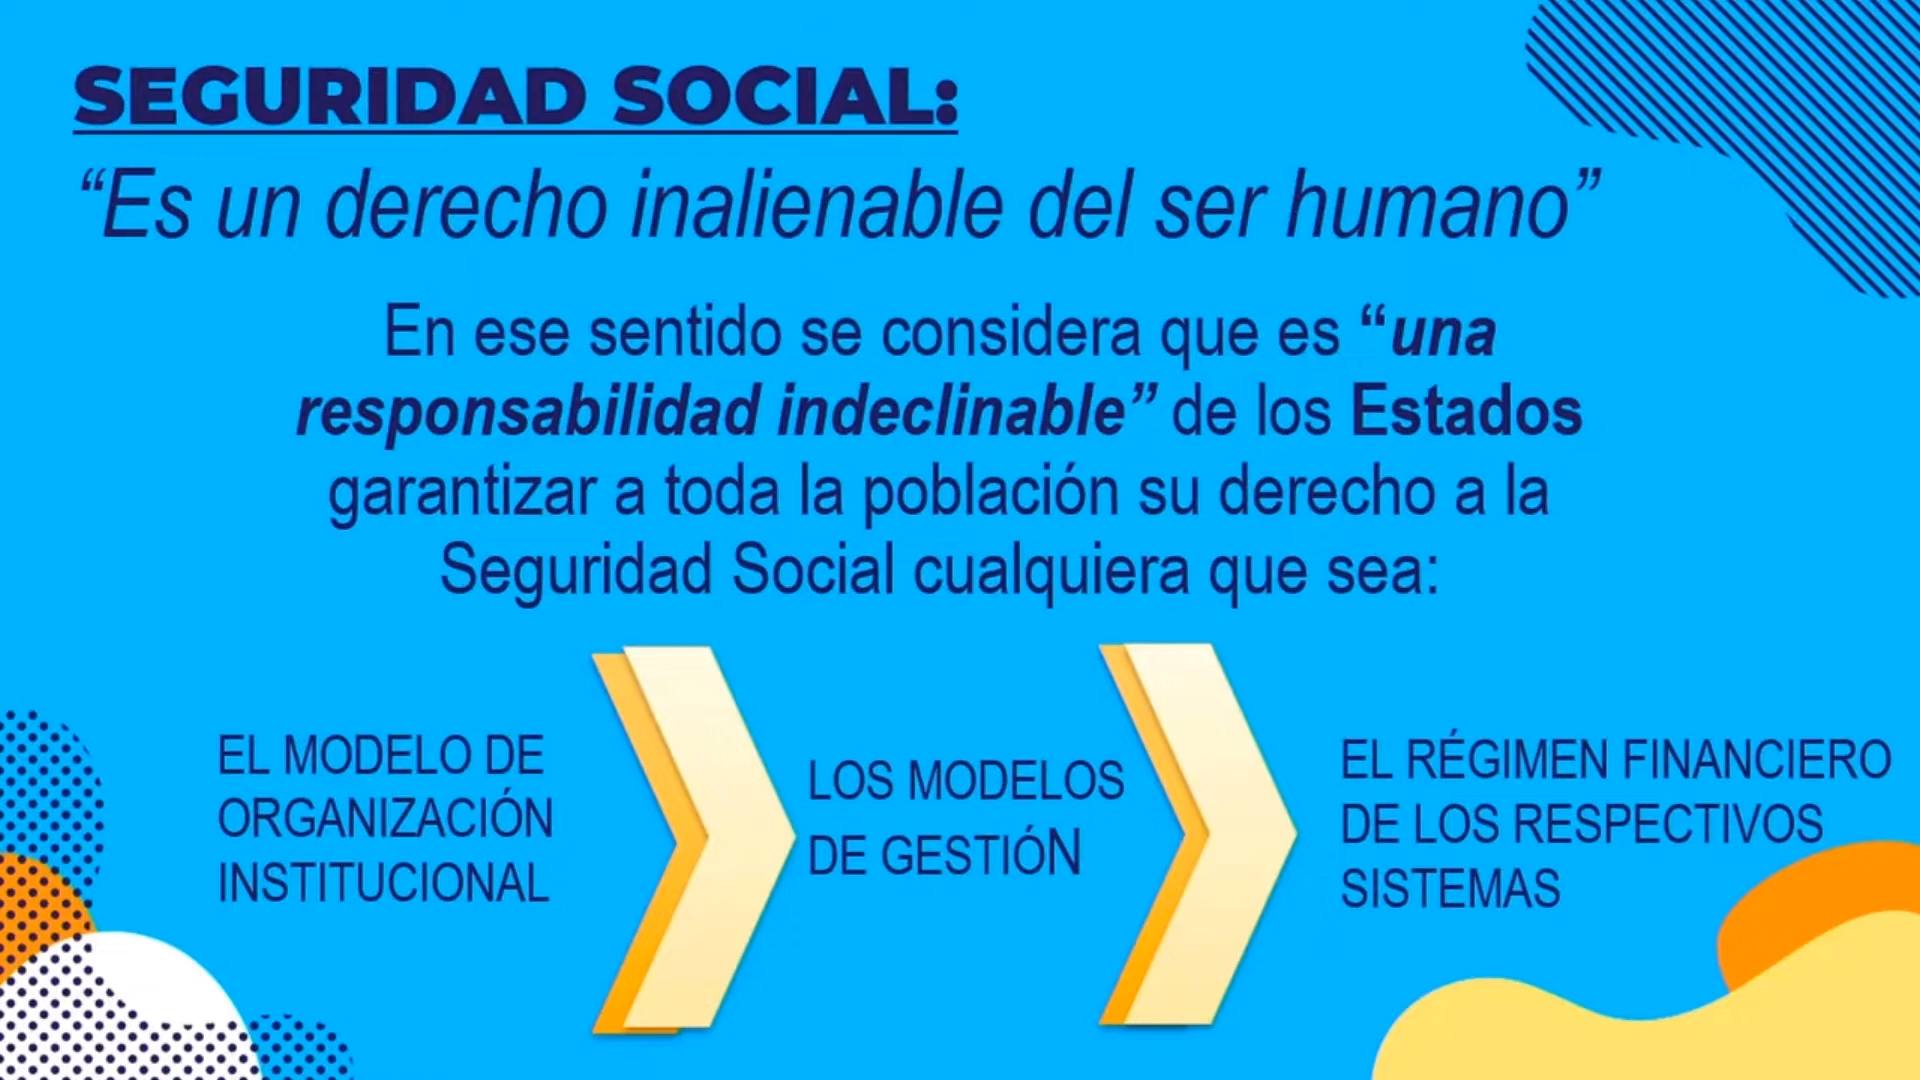 SEGURIDAD SOCIAL:
“Es un derecho inalienable del ser humano”
En ese sentido se considera que es “una
responsabilidad indeclinable” de los Estados
garantizar a toda la población su derecho a la
Seguridad Social cualquiera que sea:
EL MODELO DE
ORGANIZACIÓN
INSTITUCIONAL
LOS MODELOS
DE GESTIÓN
EL RÉGIMEN FINANCIERO
DE LOS RESPECTIVOS
SISTEMAS